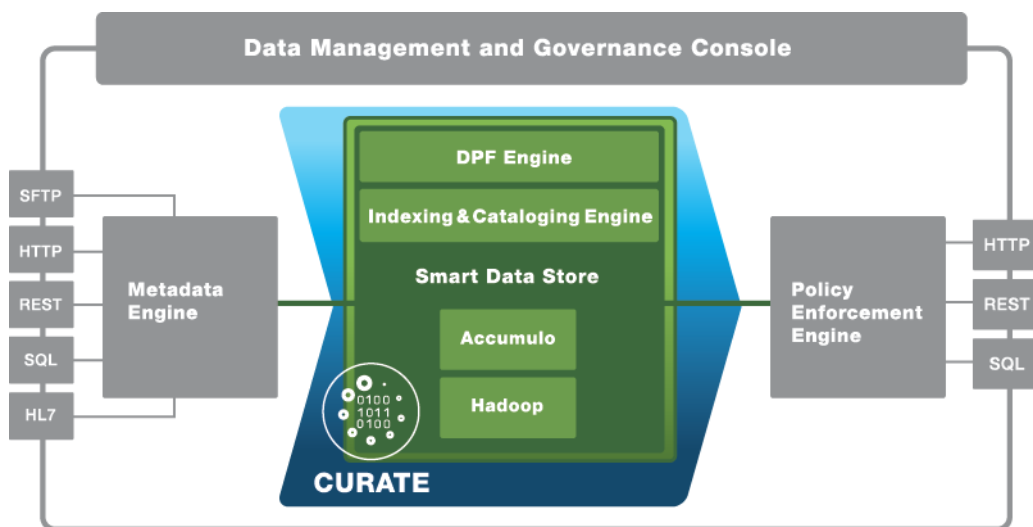 Data Management and Governance Console
SFTP
HTTP
REST
SQL
HL7
Metadata
Engine
DPF Engine
Indexing & Cataloging Engine
Smart Data Store
Accumulo
Hadoop
0100
1011
0100
CURATE
Policy
Enforcement
Engine
HTTP
REST
SQL